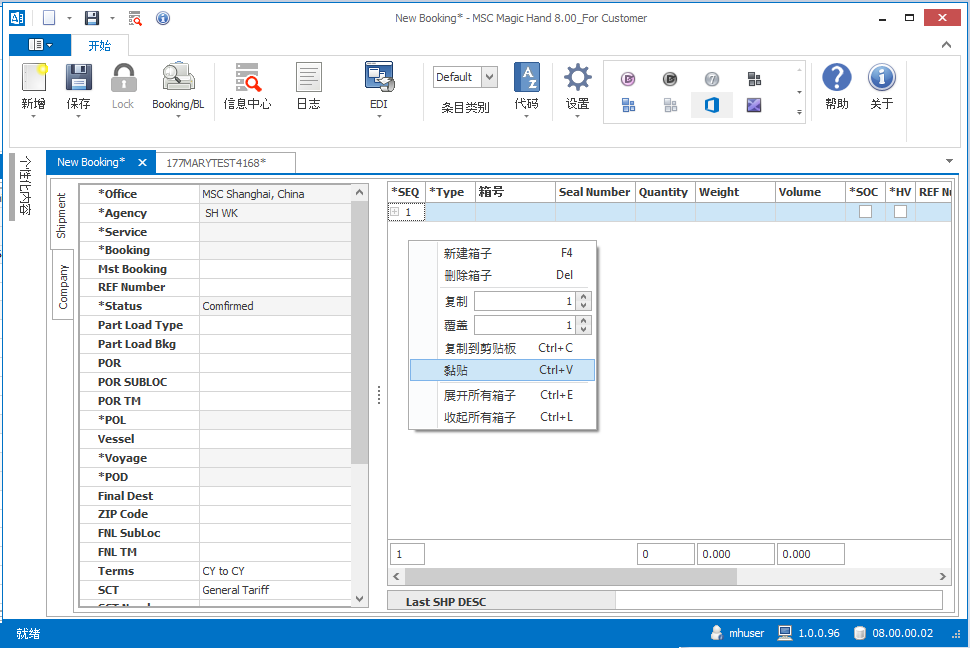 New Booking* - MSC Magic Hand 8.00_For Customer
开始
新增
保存
Lock
Booking/BL
信息中心
日志
EDI
Default
条目类别
代码
设置
帮助
关于
个性化内容
New Booking*
177MARYTEST4168*
Shipment
Company
*Office MSC Shanghai, China
*Agency SH WK
*Service
*Booking
Mst Booking
REF Number
*Status Comfirmed
Part Load Type
Part Load Bkg
POR
POR SUBLOC
POR TM
*POL
Vessel
*Voyage
*POD
Final Dest
ZIP Code
FNL SubLoc
FNL TM
Terms CY to CY
SCT General Tariff
*SEQ *Type 箱号 Seal Number Quantity Weight Volume *SOC *HV REF N
1
新建箱子 F4
删除箱子 Del
复制 1
覆盖 1
复制到剪贴板 Ctrl+C
黏贴 Ctrl+V
展开所有箱子 Ctrl+E
收起所有箱子 Ctrl+L
1 0 0.000 0.000
Last SHP DESC
就绪 mhuser 1.0.0.96 08.00.00.02